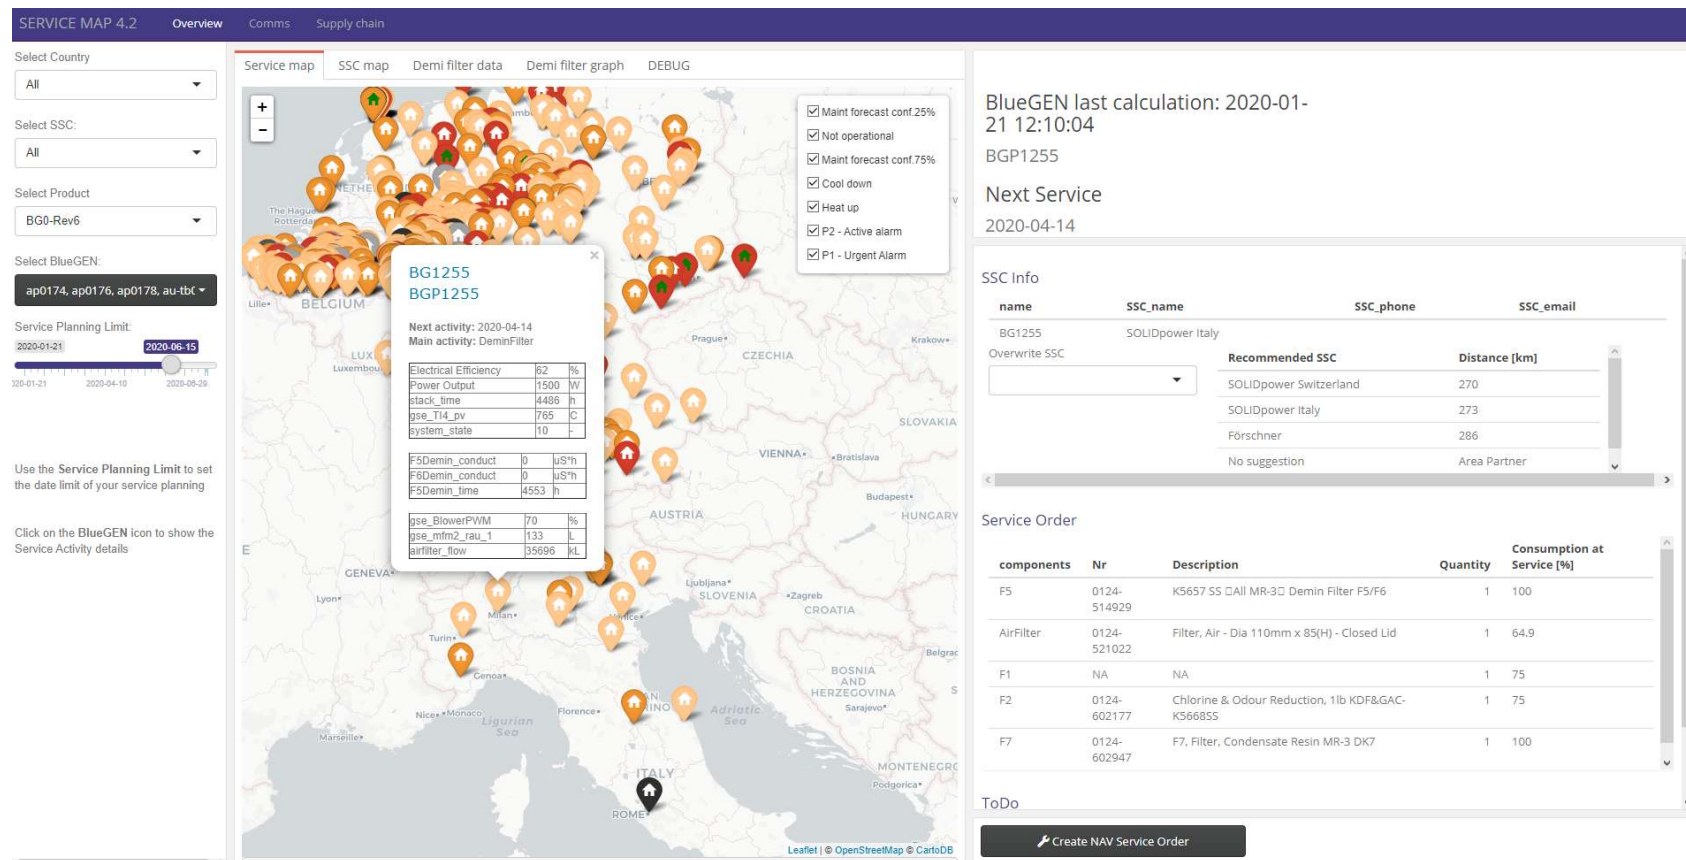 SERVICE MAP 4.2 Overview Comms Supply chain
Select Country
All
Select SSC:
All
Select Product
BG0-Rev6
Select BlueGEN:
ap0174, ap0176, ap0178, au-tb(
Service Planning Limit:
2020-01-21 2020-06-15
2020-04-10 2020-06-29
Use the Service Planning Limit to set
the date limit of your service planning
Click on the BlueGEN icon to show the
Service Activity details
Service map SSC map Demi filter data Demi filter graph DEBUG
+
−
Maint forecast conf.25%
Not operational
Maint forecast conf.75%
Cool down
Heat up
P2 - Active alarm
P1 - Urgent Alarm
The Hague
BELGIUM
Lille
Luxembou
Prague
CZECHIA
Krakow
SLOVAKIA
VIENNA
Bratislava
Budapest
HUNGARY
AUSTRIA
GENEVA
Lyon
Milan
Turin
Genoa
Ljubljana
SLOVENIA
Zagreb
CROATIA
Belgrac
BOSNIA
AND
HERZEGOVINA
Sarajevo
Nice Monaco
Ligurian
Sea
Florence
Adriatic
Sea
Marseille
MONTENEGRO
Podgorica
ITALY
ROME
Leaflet | © OpenStreetMap © CartoDB
×
BG1255
BGP1255
Next activity: 2020-04-14
Main activity: DeminFilter
Electrical Efficiency 62 %
Power Output 1500 W
stack_time 4486 h
gse_TI4_pv 765 C
system_state 10 -
F5Demin_conduct 0 uS*h
F6Demin_conduct 0 uS*h
F5Demin_time 4553 h
gse_BlowerPWM 70 %
gse_mfm2_rau_1 133 L
airfilter_flow 35696 kL
BlueGEN last calculation: 2020-01-
21 12:10:04
BGP1255
Next Service
2020-04-14
SSC Info
name SSC_name SSC_phone SSC_email
BG1255 SOLIDpower Italy
Overwrite SSC
Recommended SSC Distance [km]
SOLIDpower Switzerland 270
SOLIDpower Italy 273
Förschner 286
No suggestion Area Partner
Service Order
components Nr Description Quantity Consumption at
Service [%]
F5 0124-
514929 K5657 SS □All MR-3□ Demin Filter F5/F6 1 100
AirFilter 0124-
521022 Filter, Air - Dia 110mm x 85(H) - Closed Lid 1 64.9
F1 NA NA 1 75
F2 0124-
602177 Chlorine & Odour Reduction, 1lb KDF&GAC-
K5668SS 1 75
F7 0124-
602947 F7, Filter, Condensate Resin MR-3 DK7 1 100
ToDo
Create NAV Service Order